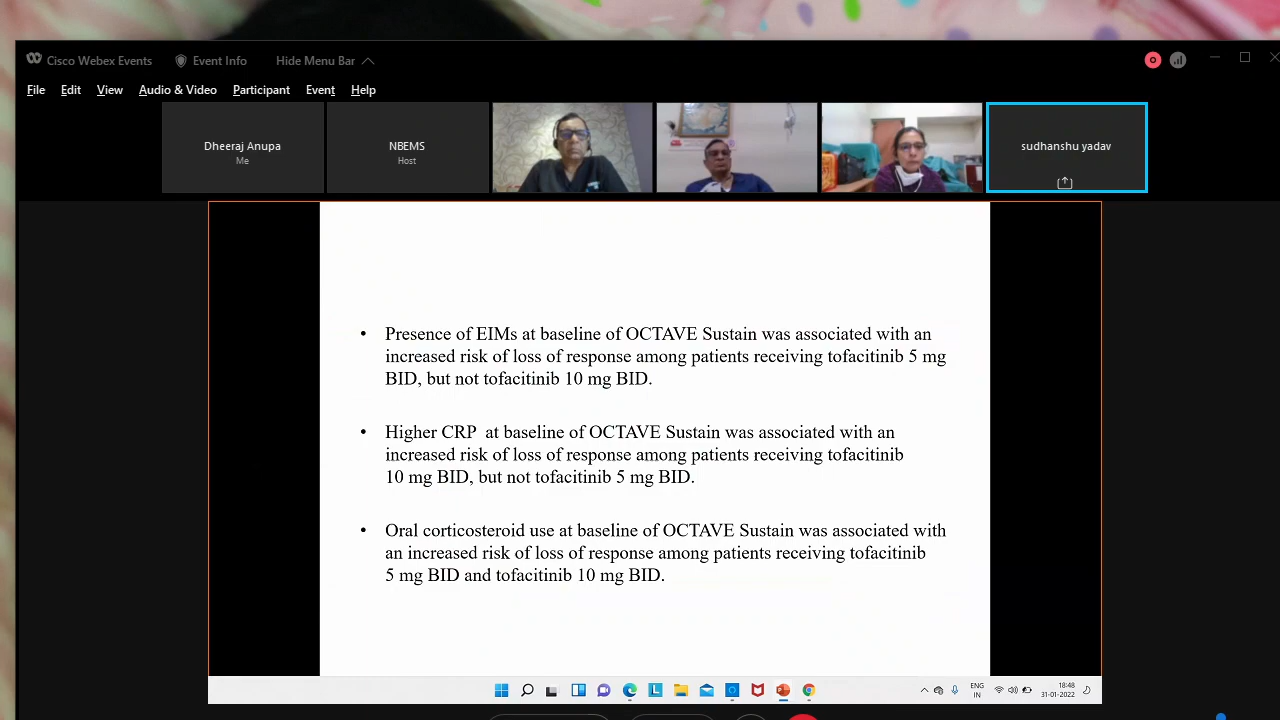 Cisco Webex Events
Event Info
Hide Menu Bar
File
Edit
View
Audio & Video
Participant
Event
Help
Dheeraj Anupa
Me
NBEMS
Host
sudhanshu yadav
• Presence of EIMs at baseline of OCTAVE Sustain was associated with an
increased risk of loss of response among patients receiving tofacitinib 5 mg
BID, but not tofacitinib 10 mg BID.
• Higher CRP at baseline of OCTAVE Sustain was associated with an
increased risk of loss of response among patients receiving tofacitinib
10 mg BID, but not tofacitinib 5 mg BID.
• Oral corticosteroid use at baseline of OCTAVE Sustain was associated with
an increased risk of loss of response among patients receiving tofacitinib
5 mg BID and tofacitinib 10 mg BID.
ENG
IN
18:48
31-01-2022